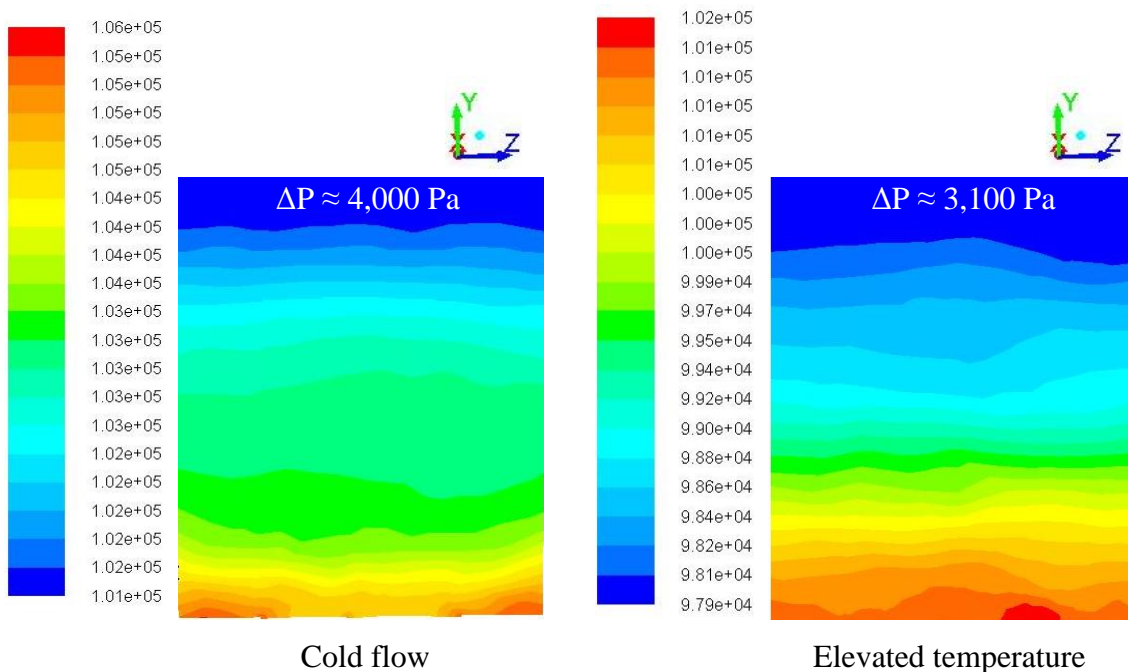 1.06e+05
1.05e+05
1.05e+05
1.05e+05
1.05e+05
1.05e+05
1.04e+05
1.04e+05
1.04e+05
1.04e+05
1.03e+05
1.03e+05
1.03e+05
1.03e+05
1.03e+05
1.02e+05
1.02e+05
1.02e+05
1.02e+05
1.02e+05
1.01e+05
Y
X
Z
ΔP ≈ 4,000 Pa
Cold flow
1.02e+05
1.01e+05
1.01e+05
1.01e+05
1.01e+05
1.01e+05
1.00e+05
1.00e+05
1.00e+05
9.99e+04
9.97e+04
9.95e+04
9.94e+04
9.92e+04
9.90e+04
9.88e+04
9.86e+04
9.84e+04
9.82e+04
9.81e+04
9.79e+04
Y
X
Z
ΔP ≈ 3,100 Pa
Elevated temperature